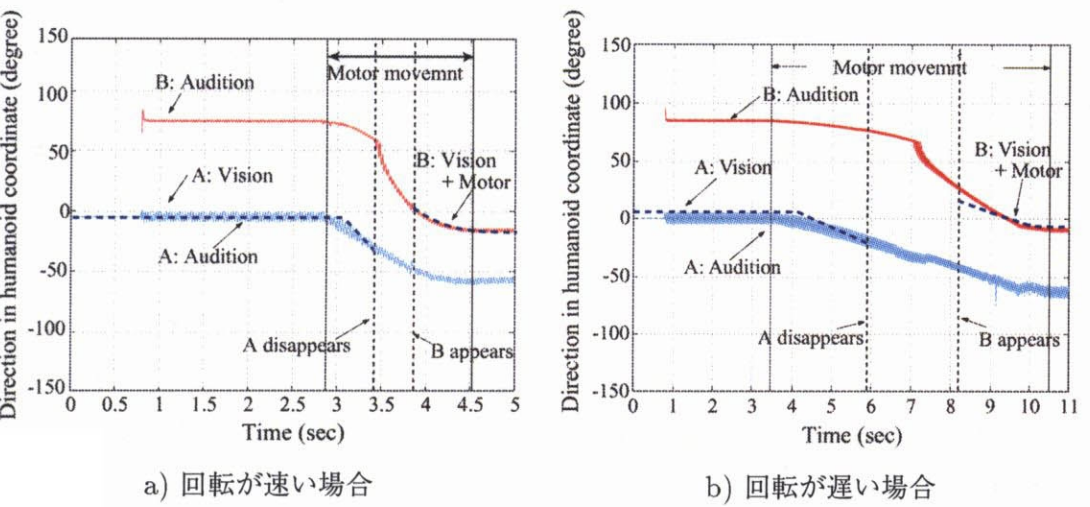 Direction in humanoid coordinate (degree)
150
100
50
0
-50
-100
-150
Motor movemnt
B: Audition
A: Vision
B: Vision
+ Motor
A: Audition
A disappears
B appears
0 0.5 1 1.5 2 2.5 3 3.5 4 4.5 5
Time (sec)
a) 回転が速い場合
Direction in humanoid coordinate (degree)
150
100
50
0
-50
-100
-150
Motor movemnt
B: Audition
B: Vision
+ Motor
A: Vision
A: Audition
A disappears
B appears
0 1 2 3 4 5 6 7 8 9 10 11
Time (sec)
b) 回転が遅い場合